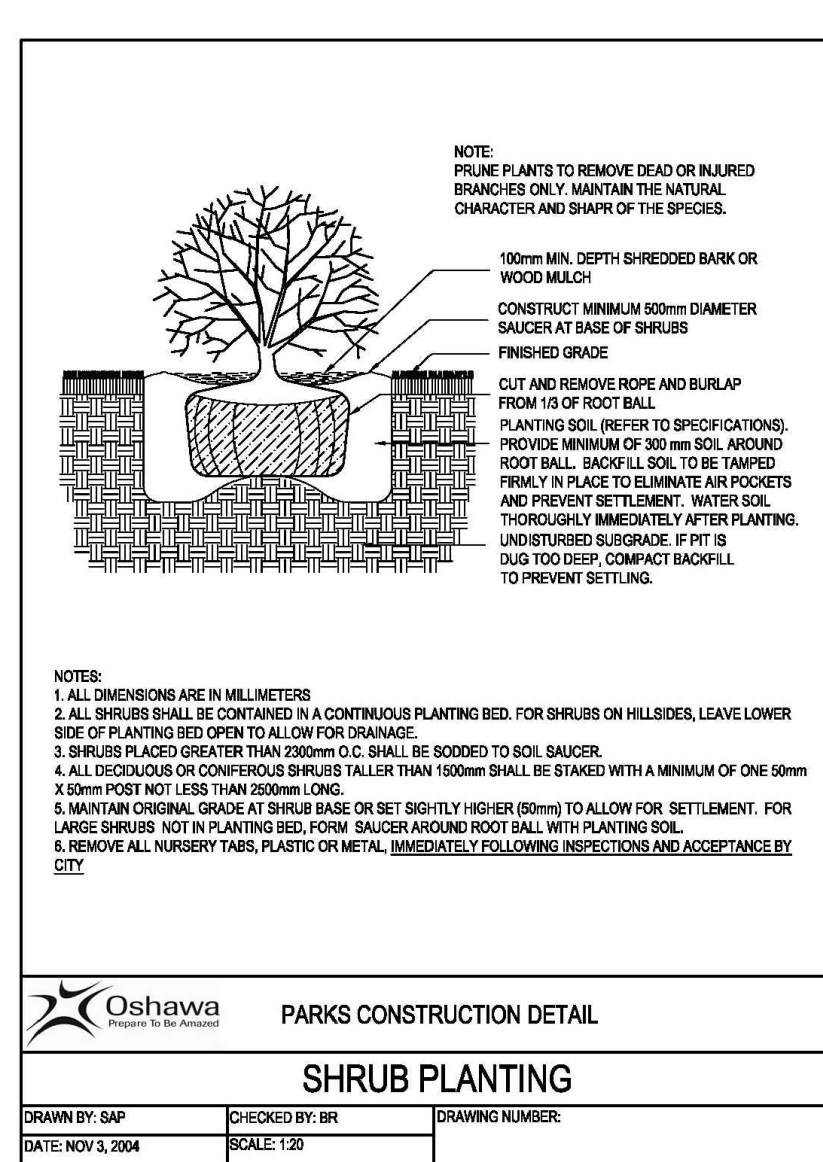 NOTE:
PRUNE PLANTS TO REMOVE DEAD OR INJURED
BRANCHES ONLY. MAINTAIN THE NATURAL
CHARACTER AND SHAPR OF THE SPECIES.
100mm MIN. DEPTH SHREDDED BARK OR
WOOD MULCH
CONSTRUCT MINIMUM 500mm DIAMETER
SAUCER AT BASE OF SHRUBS
FINISHED GRADE
CUT AND REMOVE ROPE AND BURLAP
FROM 1/3 OF ROOT BALL
PLANTING SOIL (REFER TO SPECIFICATIONS).
PROVIDE MINIMUM OF 300 mm SOIL AROUND
ROOT BALL. BACKFILL SOIL TO BE TAMPED
FIRMLY IN PLACE TO ELIMINATE AIR POCKETS
AND PREVENT SETTLEMENT. WATER SOIL
THOROUGHLY IMMEDIATELY AFTER PLANTING.
UNDISTURBED SUBGRADE. IF PIT IS
DUG TOO DEEP, COMPACT BACKFILL
TO PREVENT SETTLING.
NOTES:
1. ALL DIMENSIONS ARE IN MILLIMETERS
2. ALL SHRUBS SHALL BE CONTAINED IN A CONTINUOUS PLANTING BED. FOR SHRUBS ON HILLSIDES, LEAVE LOWER
SIDE OF PLANTING BED OPEN TO ALLOW FOR DRAINAGE.
3. SHRUBS PLACED GREATER THAN 2300mm O.C. SHALL BE SODDED TO SOIL SAUCER.
4. ALL DECIDUOUS OR CONIFEROUS SHRUBS TALLER THAN 1500mm SHALL BE STAKED WITH A MINIMUM OF ONE 50mm
X 50mm POST NOT LESS THAN 2500mm LONG.
5. MAINTAIN ORIGINAL GRADE AT SHRUB BASE OR SET SIGHTLY HIGHER (50mm) TO ALLOW FOR SETTLEMENT. FOR
LARGE SHRUBS NOT IN PLANTING BED, FORM SAUCER AROUND ROOT BALL WITH PLANTING SOIL.
6. REMOVE ALL NURSERY TABS, PLASTIC OR METAL, IMMEDIATELY FOLLOWING INSPECTIONS AND ACCEPTANCE BY
CITY
Oshawa
Prepare To Be Amazed
PARKS CONSTRUCTION DETAIL
SHRUB PLANTING
DRAWN BY: SAP
CHECKED BY: BR
DRAWING NUMBER:
DATE: NOV 3, 2004
SCALE: 1:20